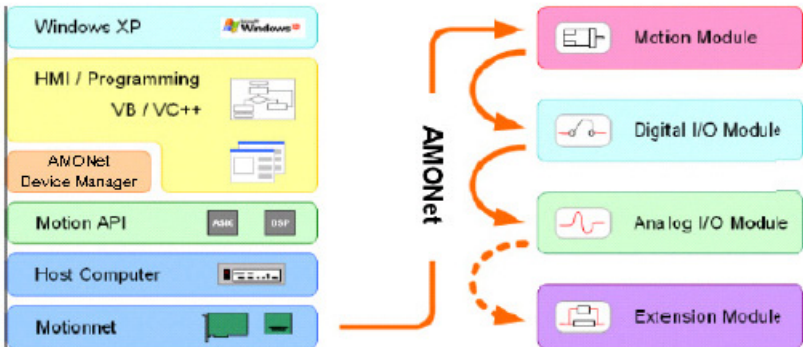 Windows XP
Windows XP
HMI / Programming
VB / VC++
AMONet
Device Manager
Motion API
ASIC
DSP
Host Computer
Motionnet
AMONet
Motion Module
Digital I/O Module
Analog I/O Module
Extension Module